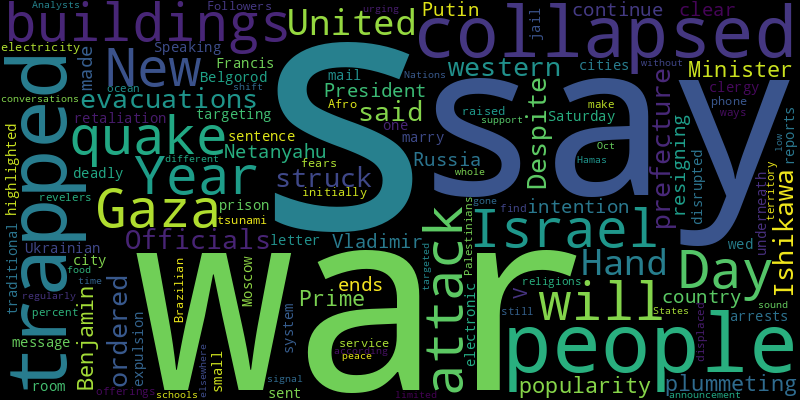 Analysts
Followers
urging
Putin
continue
clear
buildings
United
collapsed
jail
electricity
Speaking
New
made
Francis
Belgorod
mail
Afro
Nations
western
cities
Minister
shift
President
phone
without
clergy
conversations
ocean
evacuations
targeting
said
raised
support
Despite
Saturday
make
ways
retaliation
one
marry
S
say
trapped
highlighted
quake
sentence
Netanyahu
Russia
Oct
Hamas
low
reports
prefecture
resigning
disrupted
different
fears
struck
whole
deadly
Year
initially
revelers
Gaza
prison
tsunami
intention
gone
find
wed
underneath
territory
Ishikawa
traditional
Officials
letter
Vladimir
Israel
Ukrainian
city
food
time
regularly
percent
message
room
Benjamin
ordered
expulsion
offerings
schools
Brazilian
elsewhere
small
Moscow
sent
system
signal
War
Prime
ends
service
according
peace
limited
attack
targeted
electronic
Palestinians
religions
still
V
Hand
will
people
popularity
Day
country
States
sound
displaced
arrests
plummeting
announcement